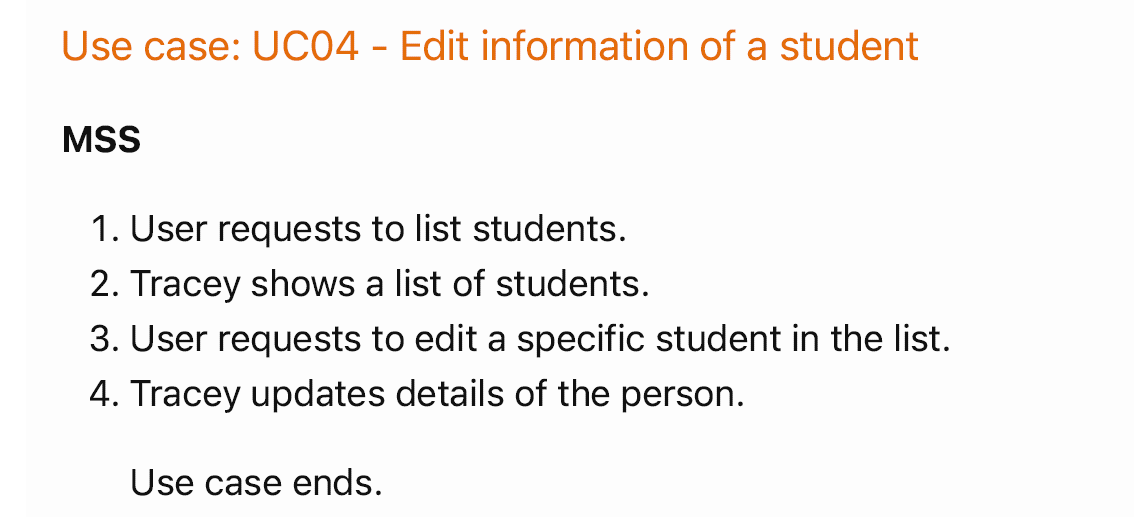 Use case: UC04 - Edit information of a student
MSS
1. User requests to list students.
2. Tracey shows a list of students.
3. User requests to edit a specific student in the list.
4. Tracey updates details of the person.
Use case ends.